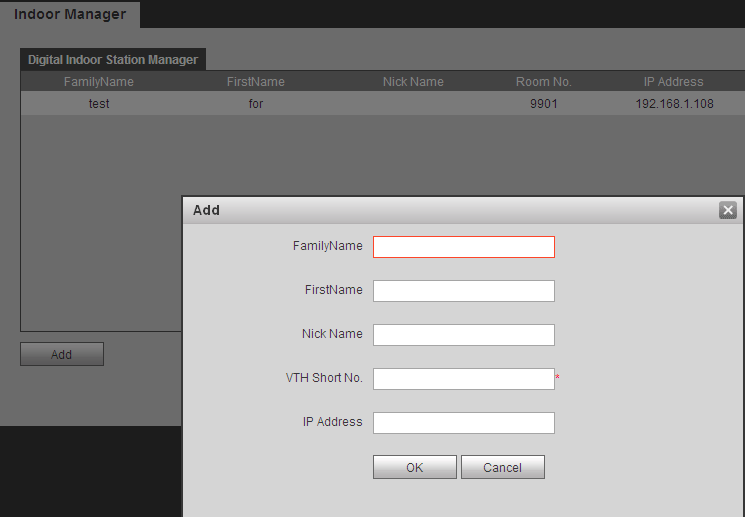 Indoor Manager
Digital Indoor Station Manager
FamilyName FirstName Nick Name Room No. IP Address
test for 9901 192.168.1.108
Add
FamilyName
FirstName
Nick Name
VTH Short No. *
IP Address
Add
OK Cancel